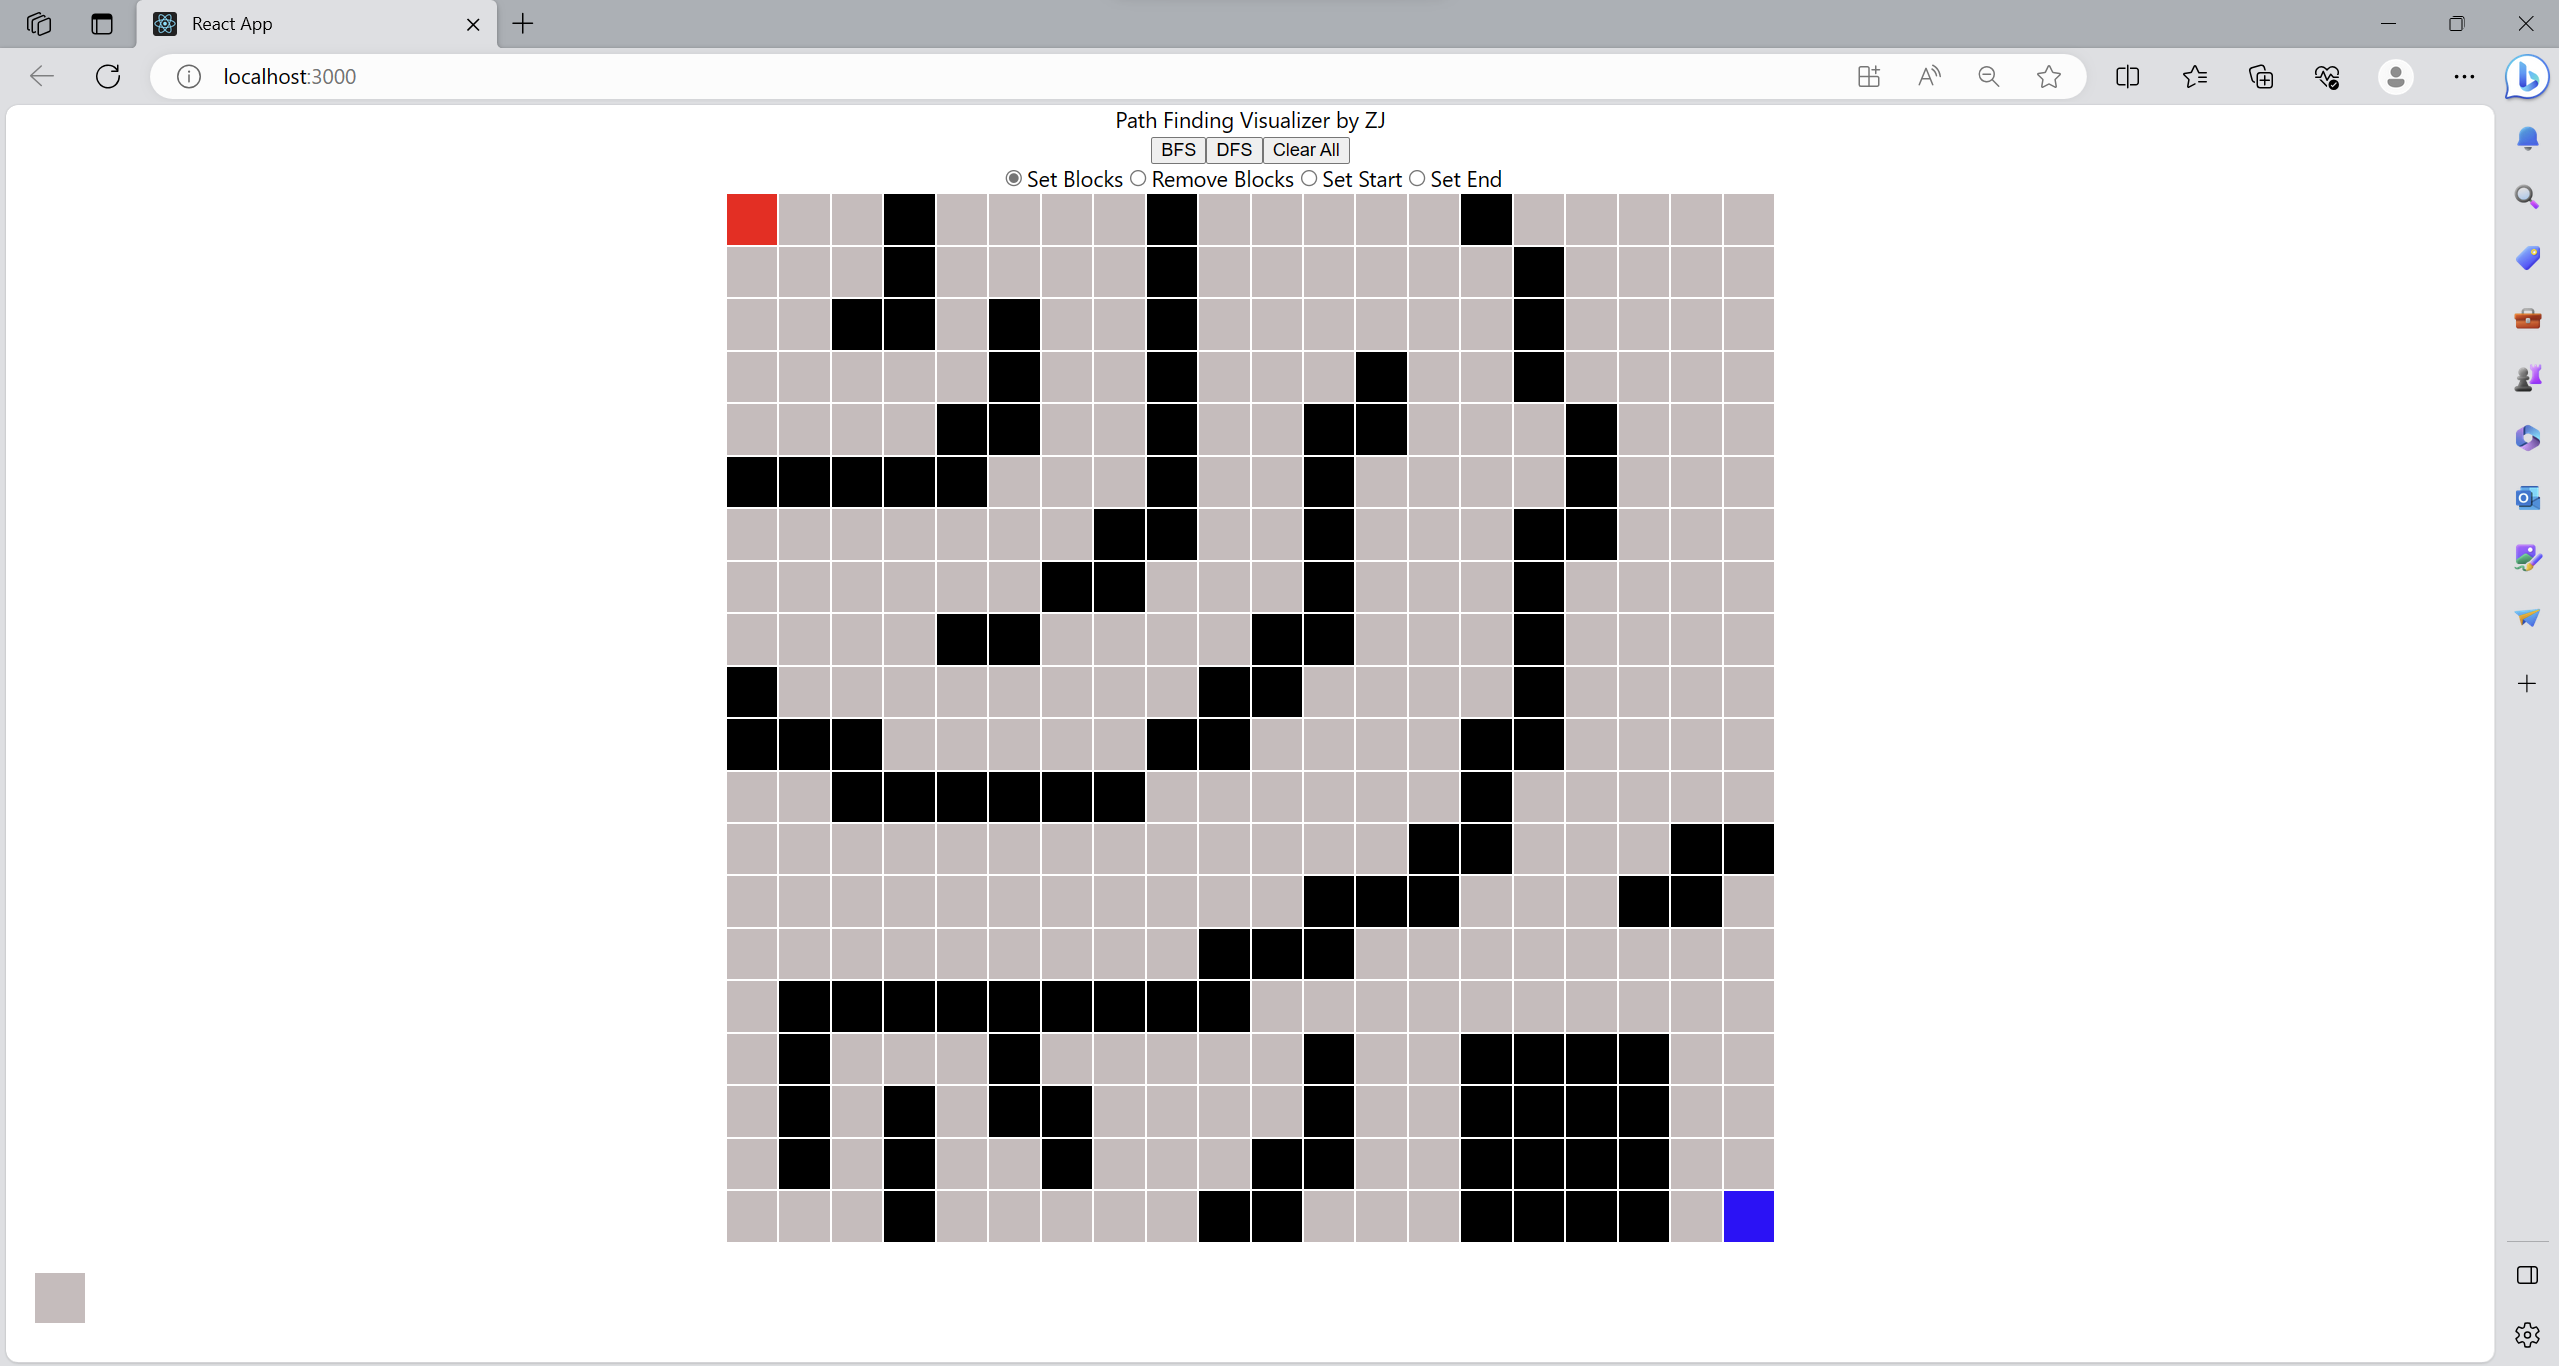 React App
localhost:3000
Path Finding Visualizer by ZJ
BFS DFS Clear All
Set Blocks Remove Blocks Set Start Set End